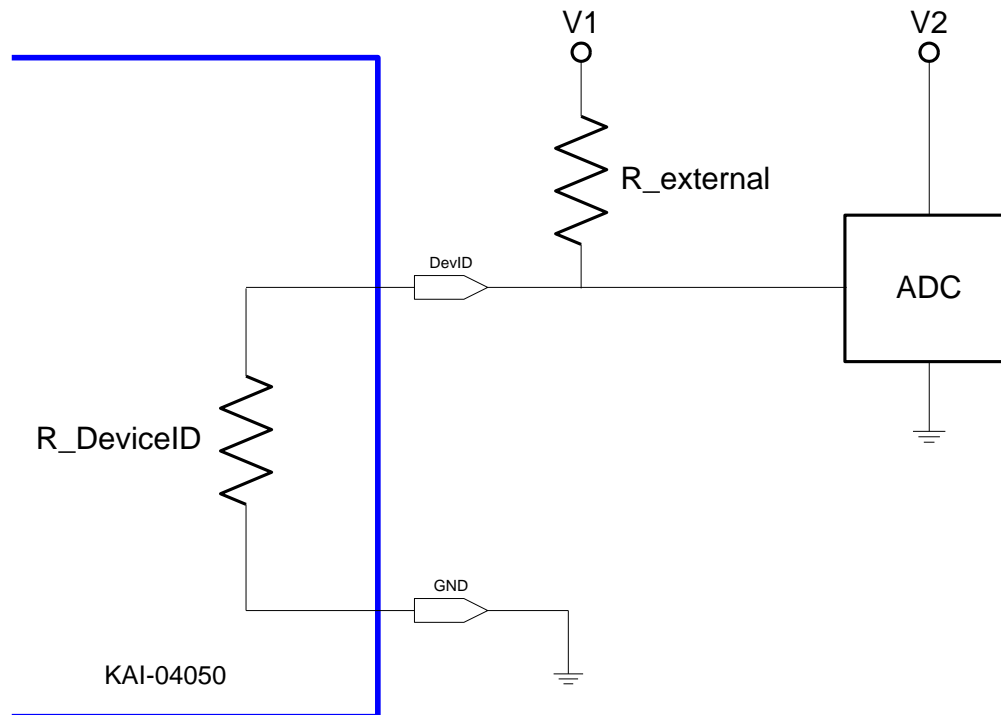 V1
V2
R_external
DevID
ADC
R_DeviceID
GND
KAI-04050